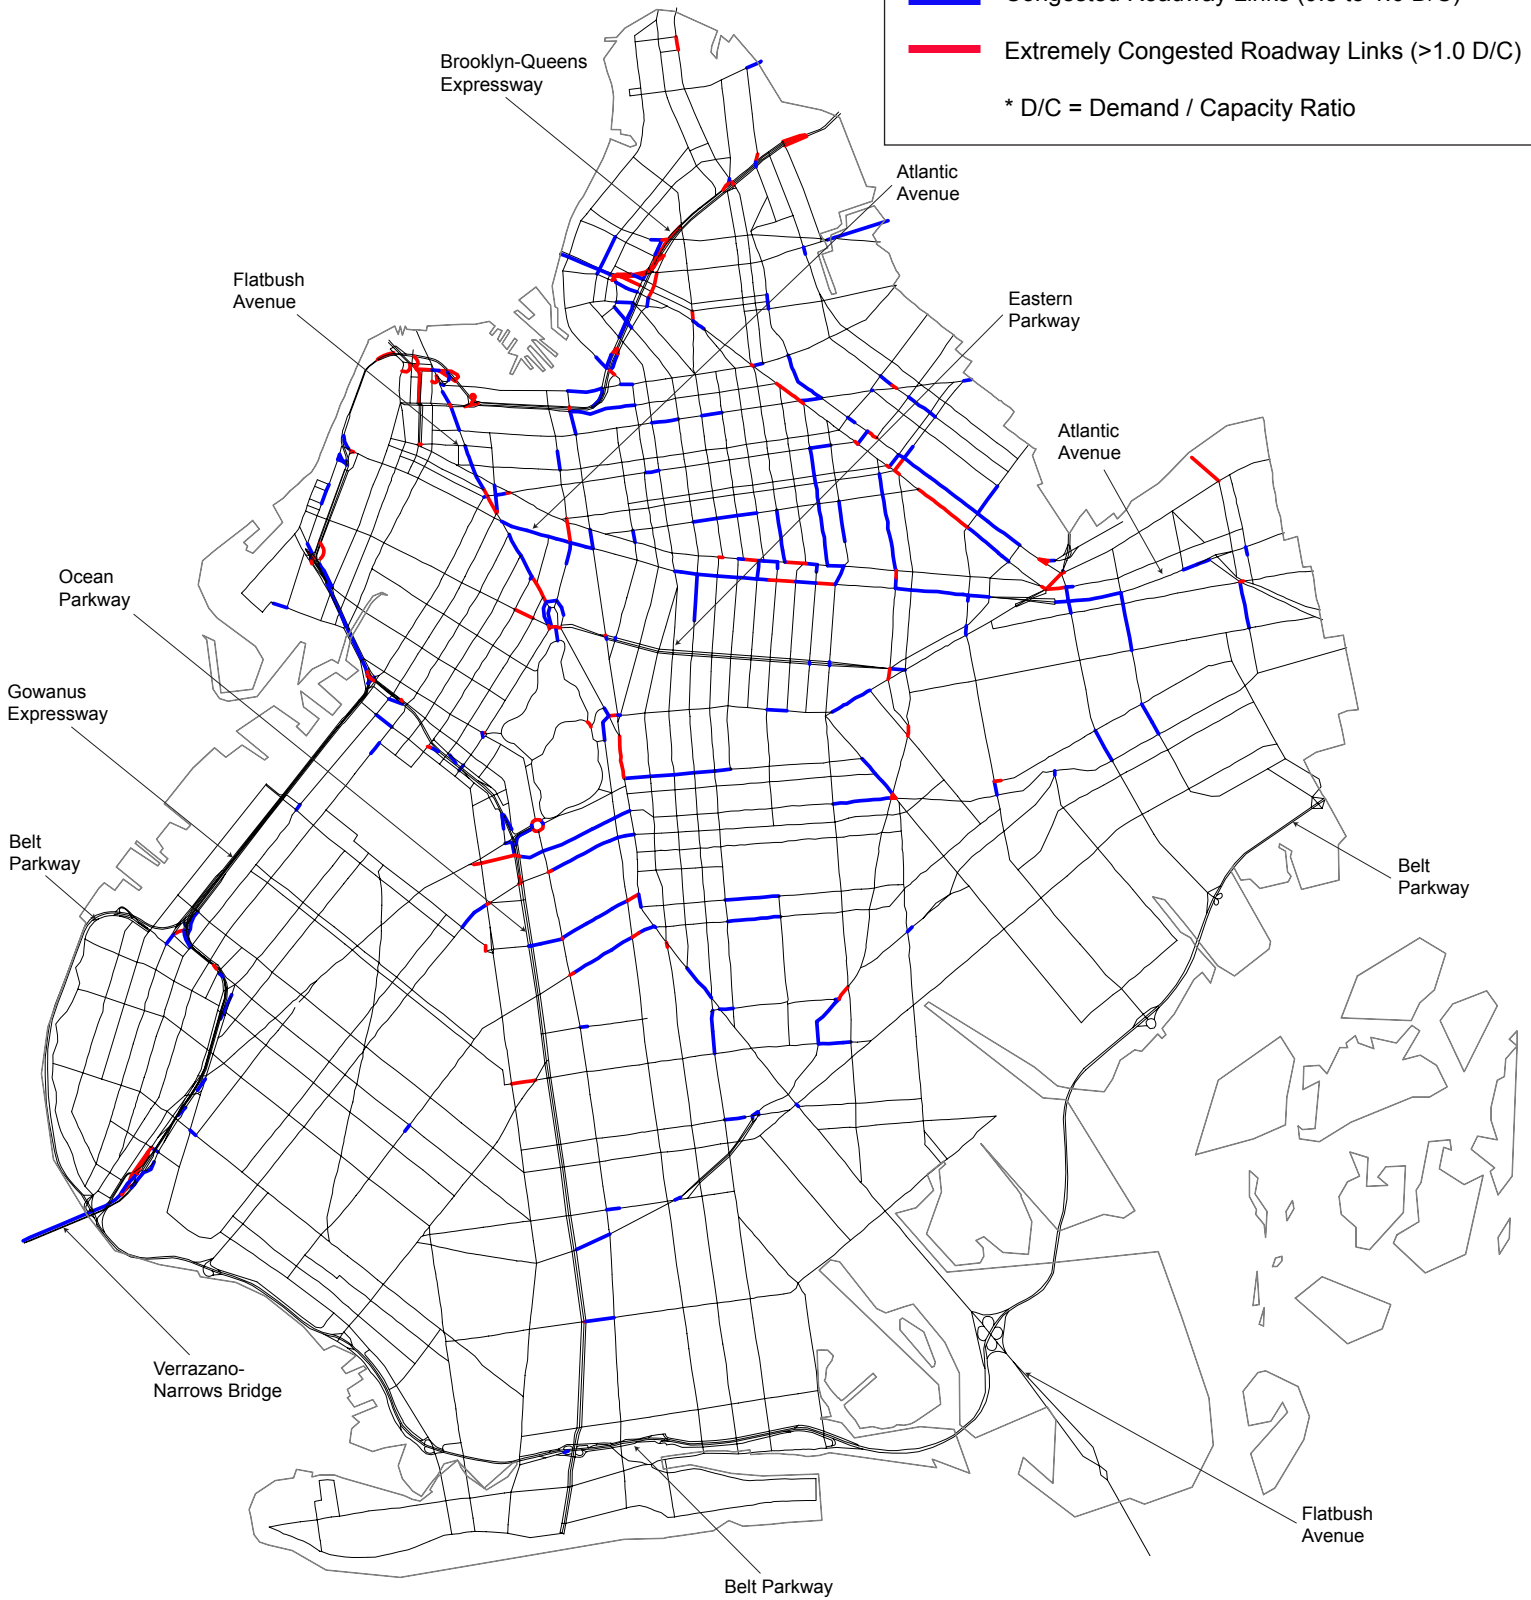 Extremely Congested Roadway Links (>1.0 D/C)
* D/C = Demand / Capacity Ratio
Brooklyn-Queens
Expressway
Atlantic
Avenue
Flatbush
Avenue
Eastern
Parkway
Atlantic
Avenue
Ocean
Parkway
Gowanus
Expressway
Belt
Parkway
Belt
Parkway
Verrazano-
Narrows Bridge
Flatbush
Avenue
Belt Parkway